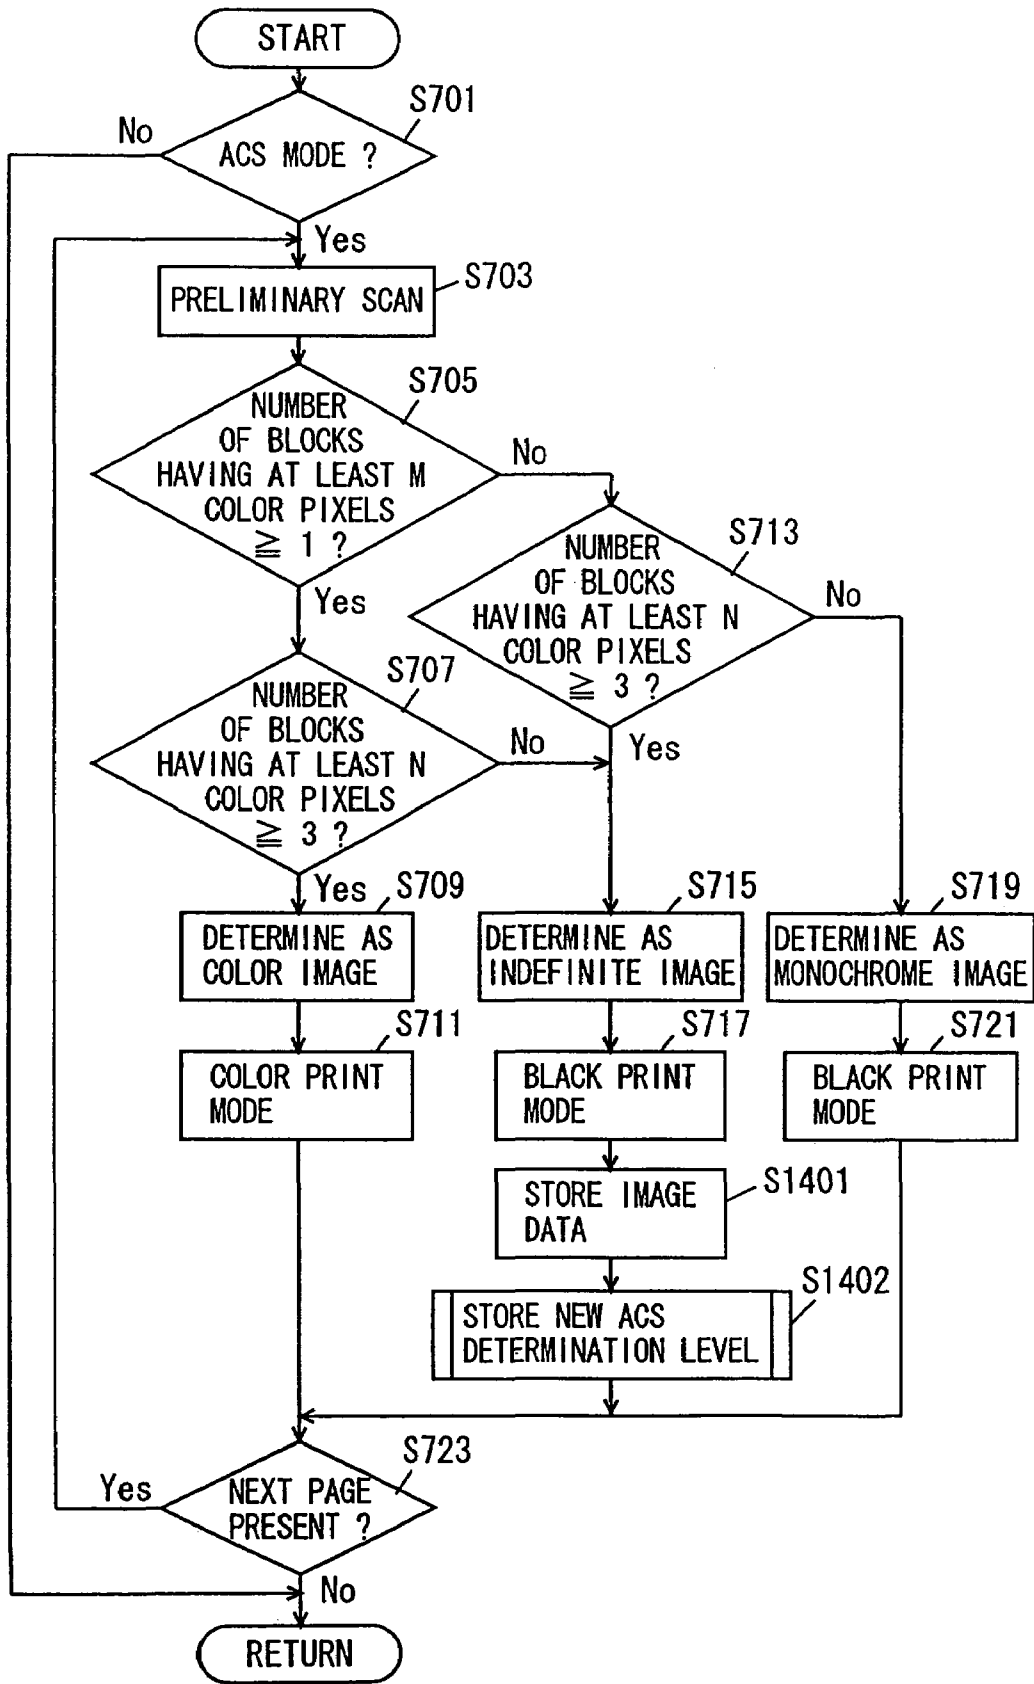 START
S701
No
ACS MODE ?
Yes
S703
PRELIMINARY SCAN
S705
NUMBER
OF BLOCKS
HAVING AT LEAST M
COLOR PIXELS
≧ 1 ?
No
Yes
S713
NUMBER
OF BLOCKS
HAVING AT LEAST N
COLOR PIXELS
≧ 3 ?
No
Yes
S707
NUMBER
OF BLOCKS
HAVING AT LEAST N
COLOR PIXELS
≧ 3 ?
No
Yes
S709
DETERMINE AS
COLOR IMAGE
S715
DETERMINE AS
INDEFINITE IMAGE
S719
DETERMINE AS
MONOCHROME IMAGE
S711
COLOR PRINT
MODE
S717
BLACK PRINT
MODE
S721
BLACK PRINT
MODE
S1401
STORE IMAGE
DATA
S1402
STORE NEW ACS
DETERMINATION LEVEL
S723
Yes
NEXT PAGE
PRESENT ?
No
RETURN